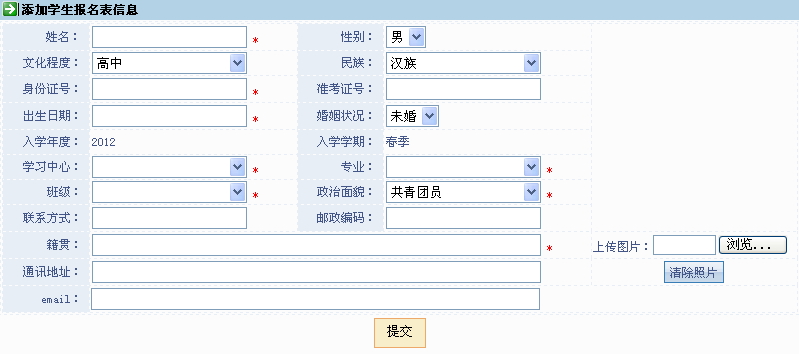 添加学生报名表信息
姓名： * 性别： 男
文化程度： 高中 民族： 汉族
身份证号： * 准考证号：
出生日期： * 婚姻状况： 未婚
入学年度： 2012 入学学期： 春季
学习中心： * 专业： *
班级： * 政治面貌： 共青团员 *
联系方式： 邮政编码：
籍贯： * 上传图片： 浏览...
通讯地址： 清除照片
email：
提交